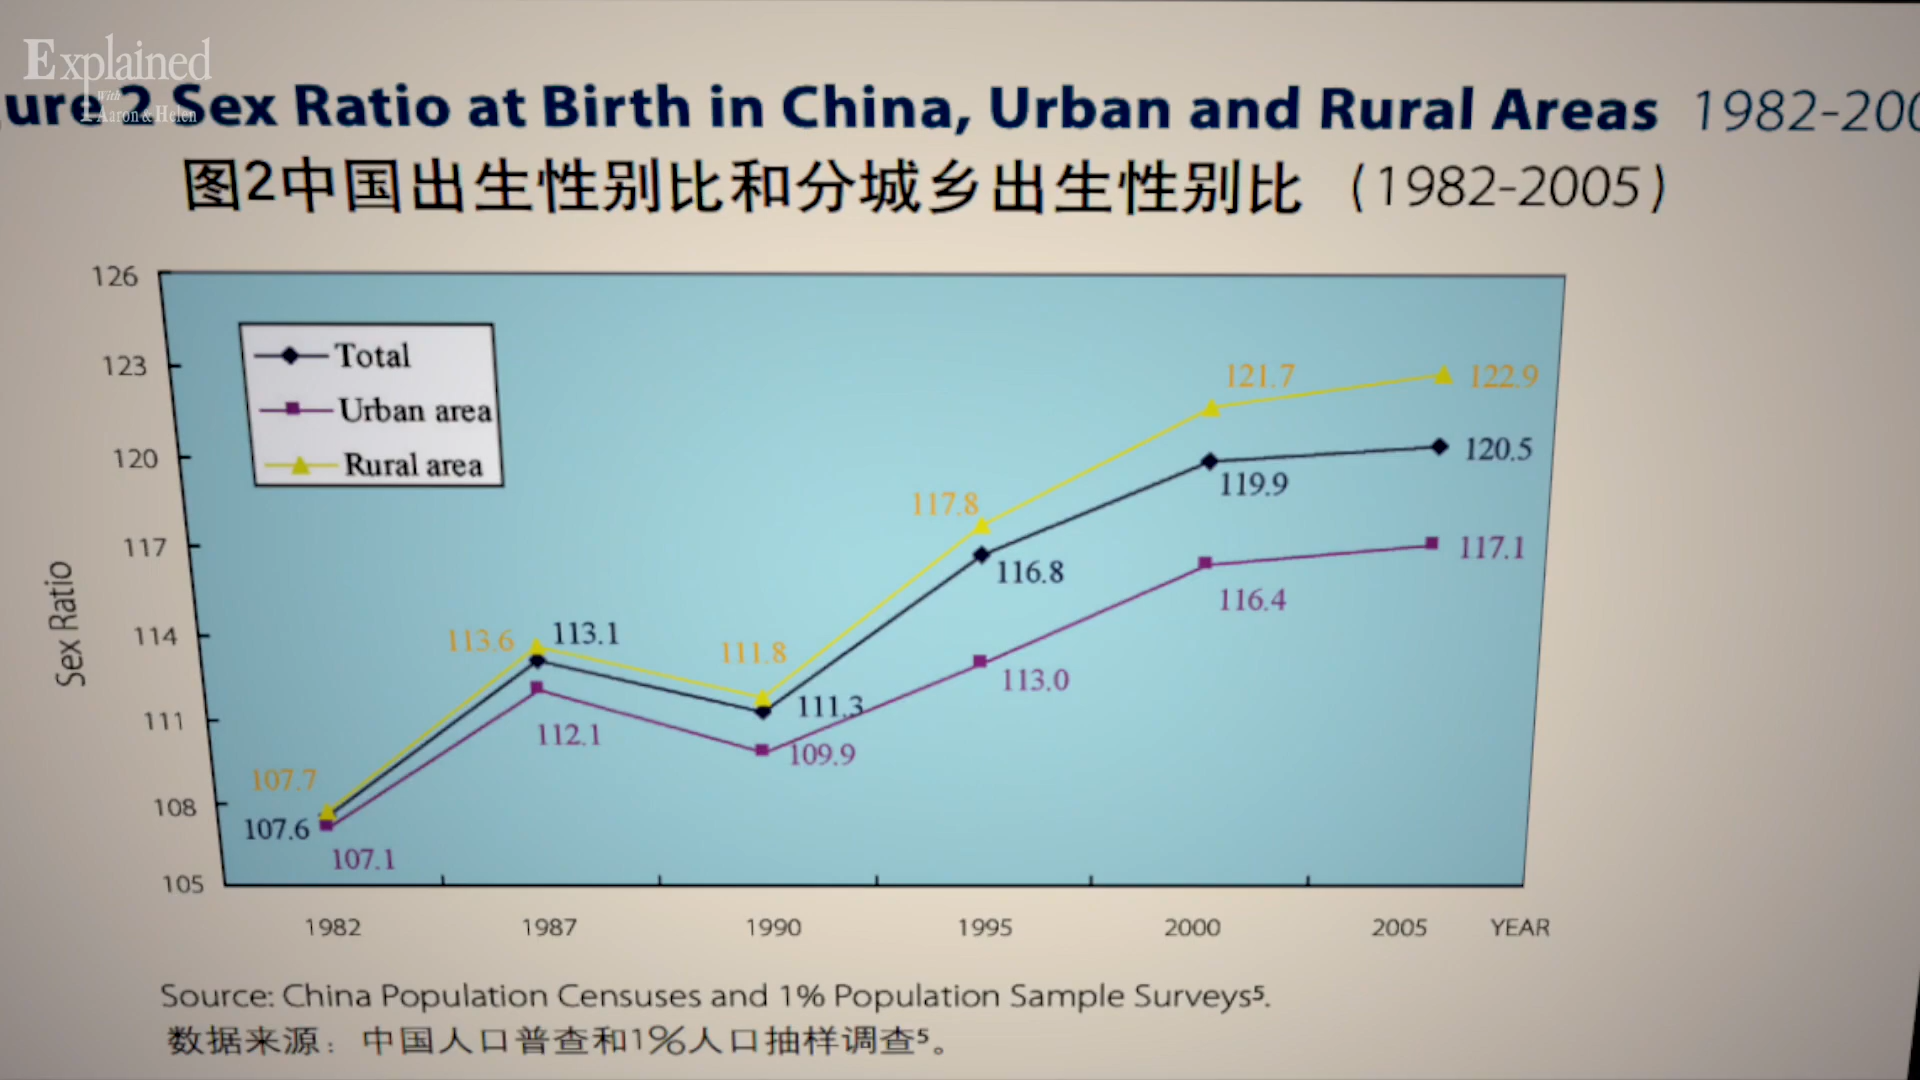 Explained
With
Aaron & Helen
ure 2 Sex Ratio at Birth in China, Urban and Rural Areas 1982-200
图2中国出生性别比和分城乡出生性别比 (1982-2005)
126
123
120
117
114
111
108
105
Sex Ratio
Total
Urban area
Rural area
107.7
107.6
107.1
113.6
113.1
112.1
111.8
111.3
109.9
117.8
116.8
113.0
121.7
119.9
116.4
122.9
120.5
117.1
1982 1987 1990 1995 2000 2005 YEAR
Source: China Population Censuses and 1% Population Sample Surveys⁵.
数据来源: 中国人口普查和1%人口抽样调查⁵。